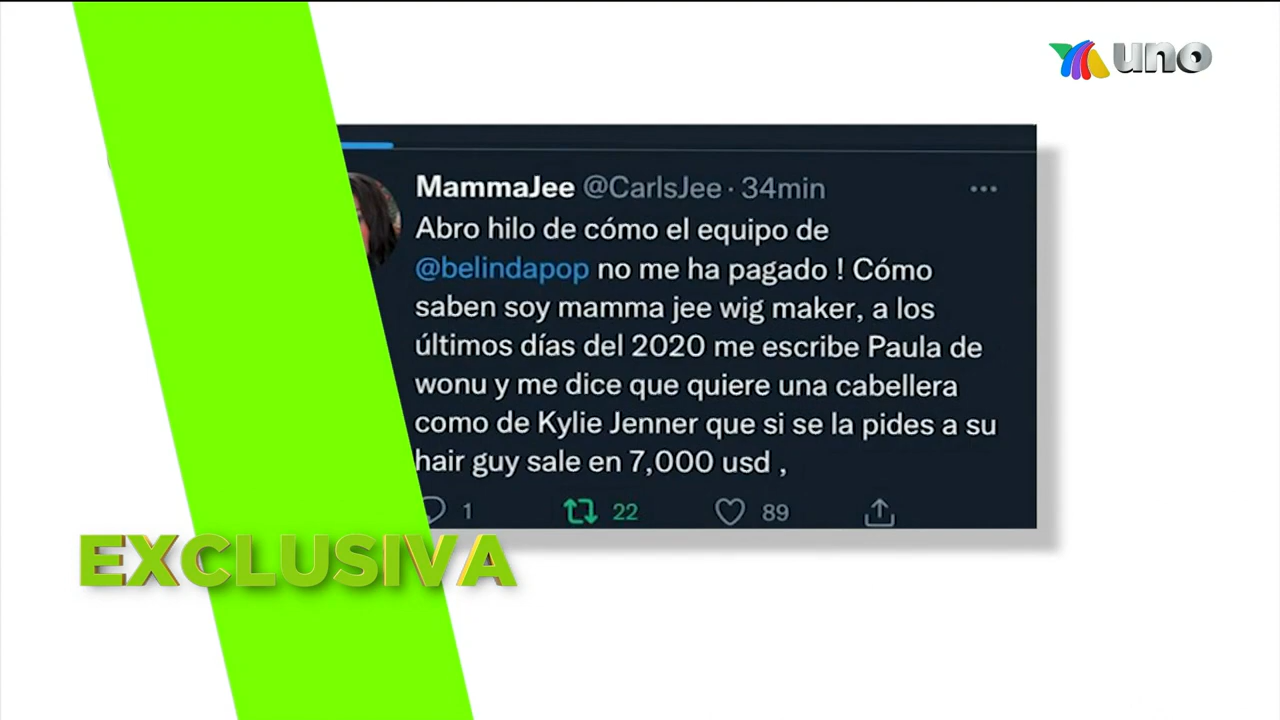 uno
MammaJee @CarlsJee · 34min
Abro hilo de cómo el equipo de
@belindapop no me ha pagado ! Cómo
saben soy mamma jee wig maker, a los
últimos días del 2020 me escribe Paula de
wonu y me dice que quiere una cabellera
como de Kylie Jenner que si se la pides a su
hair guy sale en 7,000 usd ,
1 22 89
EXCLUSIVA